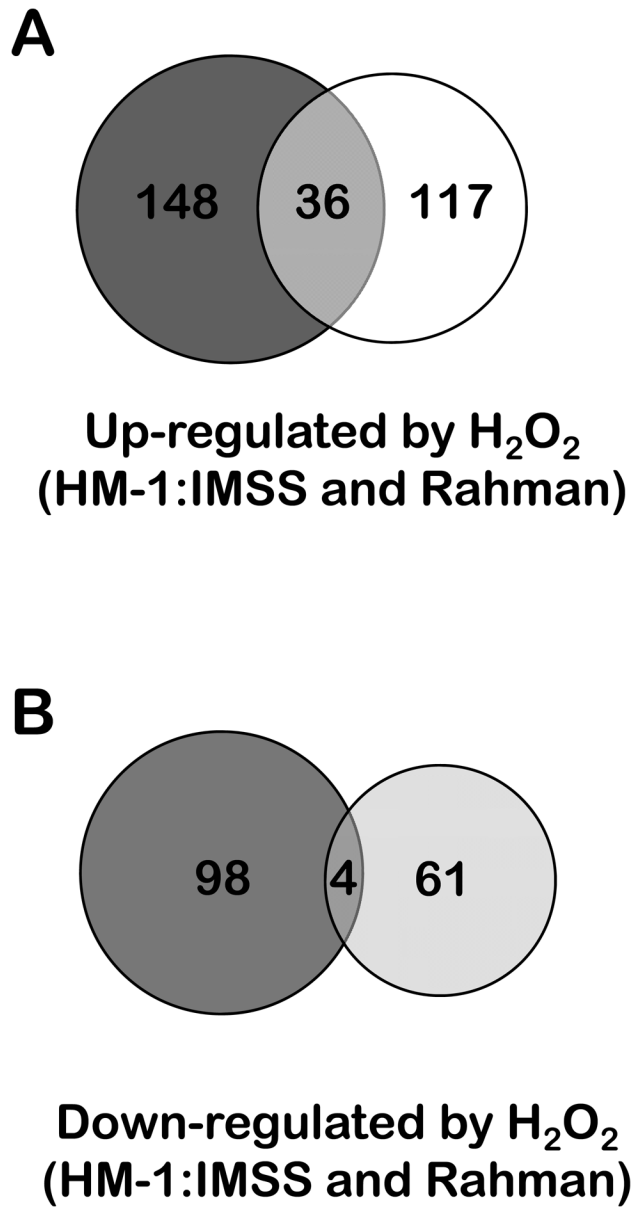 A
148 36 117
Up-regulated by H₂O₂
(HM-1:IMSS and Rahman)
B
98 4 61
Down-regulated by H₂O₂
(HM-1:IMSS and Rahman)